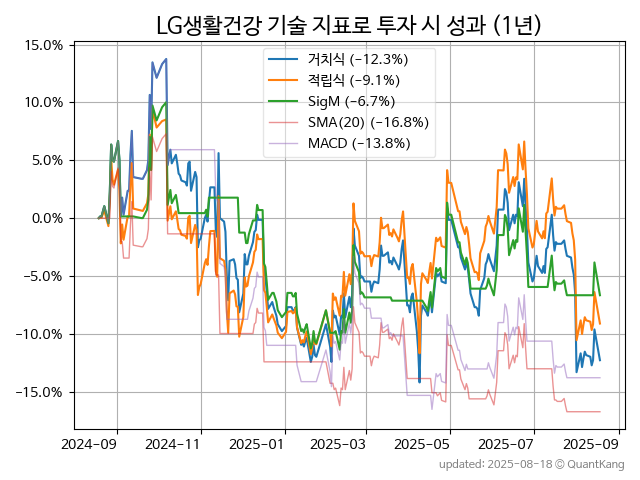 LG생활건강 기술 지표로 투자 시 성과 (1년)
15.0%
10.0%
5.0%
0.0%
−5.0%
−10.0%
−15.0%
거치식 (−12.3%)
적립식 (−9.1%)
SigM (−6.7%)
SMA(20) (−16.8%)
MACD (−13.8%)
2024−09
2024−11
2025−01
2025−03
2025−05
2025−07
2025−09
updated: 2025-08-18 © QuantKang